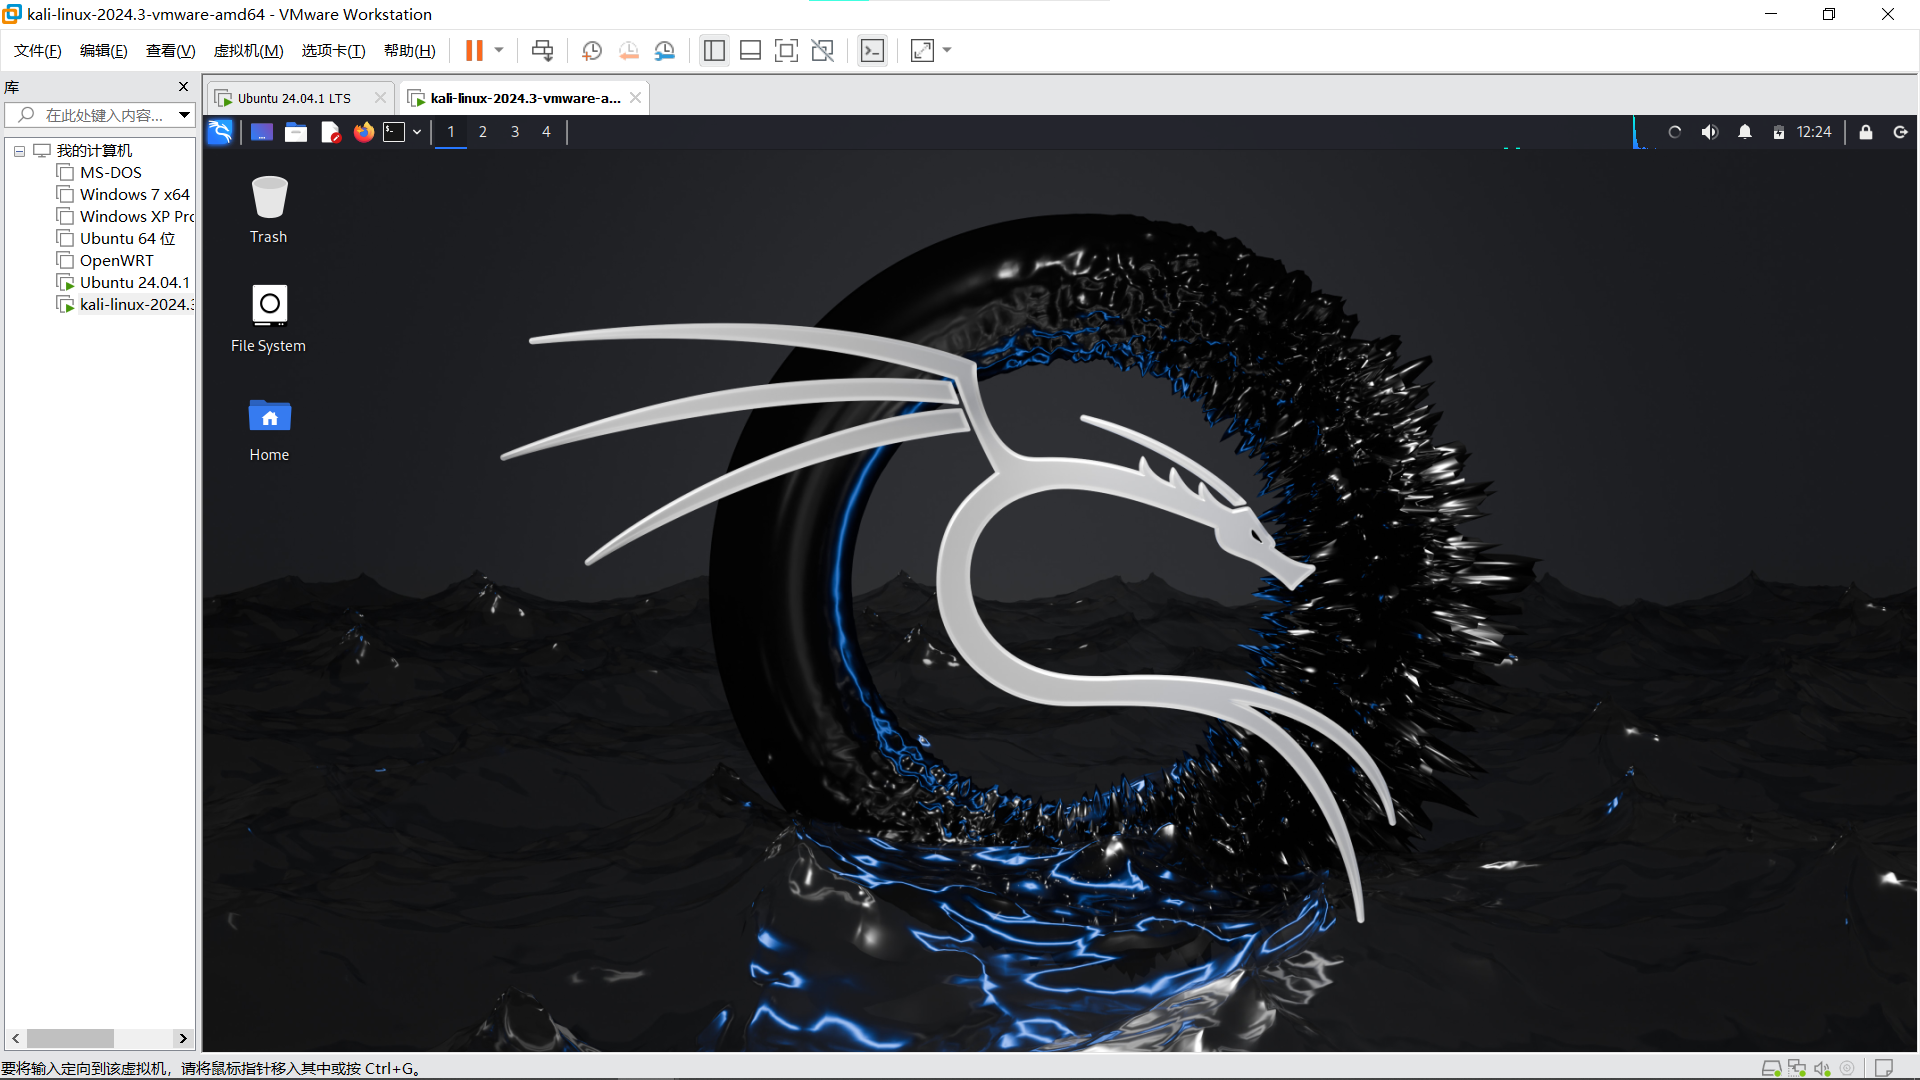 kali-linux-2024.3-vmware-amd64 - VMware Workstation
文件(F) 编辑(E) 查看(V) 虚拟机(M) 选项卡(T) 帮助(H)
库
在此处键入内容...
我的计算机
MS-DOS
Windows 7 x64
Windows XP Pro
Ubuntu 64 位
OpenWRT
Ubuntu 24.04.1
kali-linux-2024.3
Ubuntu 24.04.1 LTS
kali-linux-2024.3-vmware-a...
1 2 3 4
12:24
Trash
File System
Home
要将输入定向到该虚拟机，请将鼠标指针移入其中或按 Ctrl+G。